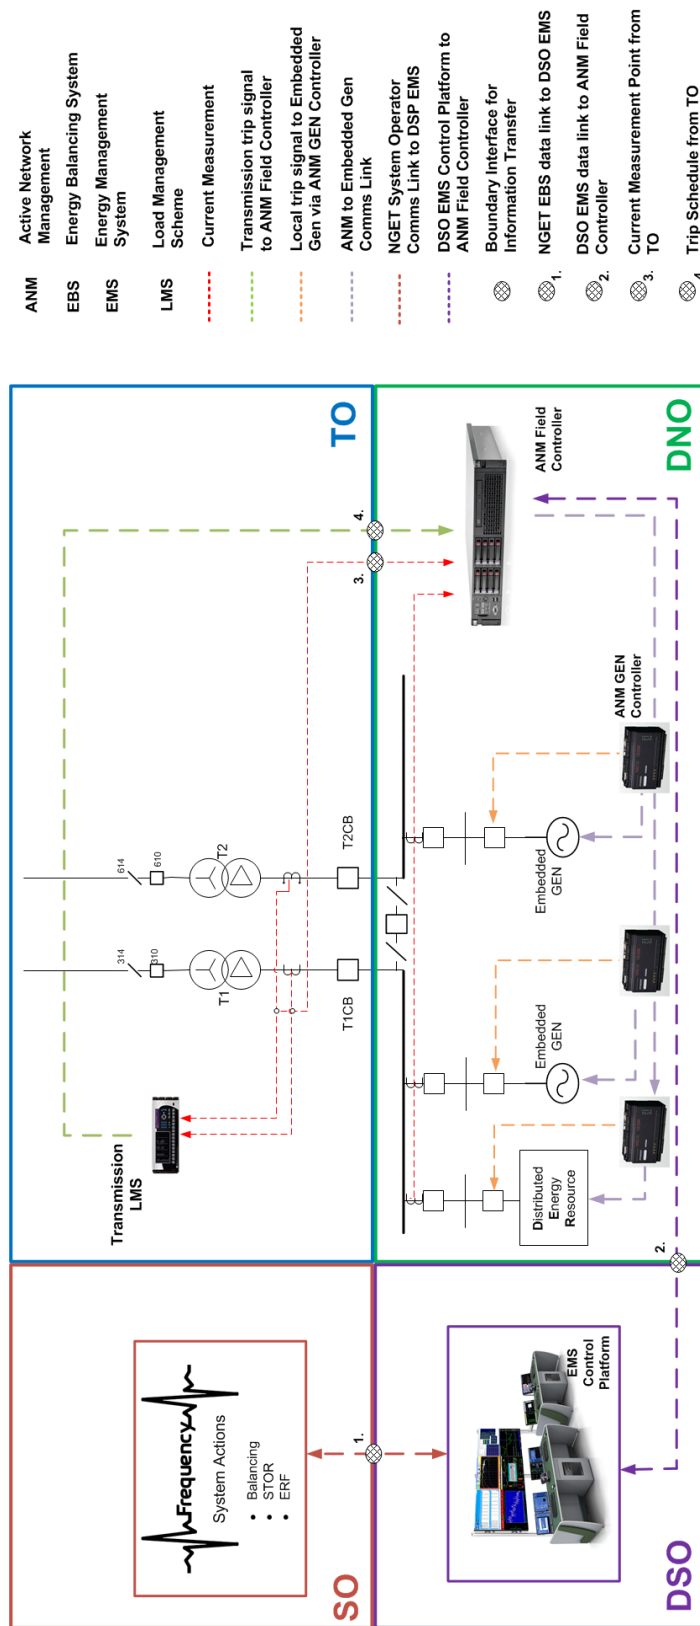 SO
Frequency
System Actions
• Balancing
• STOR
• ERF
1.
DSO
EMS
Control
Platform
2.
TO
Transmission
LMS
314
310
T1
T1CB
614
610
T2
T2CB
3.
4.
DNO
Distributed
Energy
Resource
Embedded
GEN
Embedded
GEN
ANM GEN
Controller
ANM Field
Controller
ANM Active Network
Management
EBS Energy Balancing System
EMS Energy Management
System
LMS Load Management
Scheme
Current Measurement
Transmission trip signal
to ANM Field Controller
Local trip signal to Embedded
Gen via ANM GEN Controller
ANM to Embedded Gen
Comms Link
NGET System Operator
Comms Link to DSP EMS
DSO EMS Control Platform to
ANM Field Controller
Boundary Interface for
Information Transfer
1. NGET EBS data link to DSO EMS
2. DSO EMS data link to ANM Field
Controller
3. Current Measurement Point from
TO
4. Trip Schedule from TO